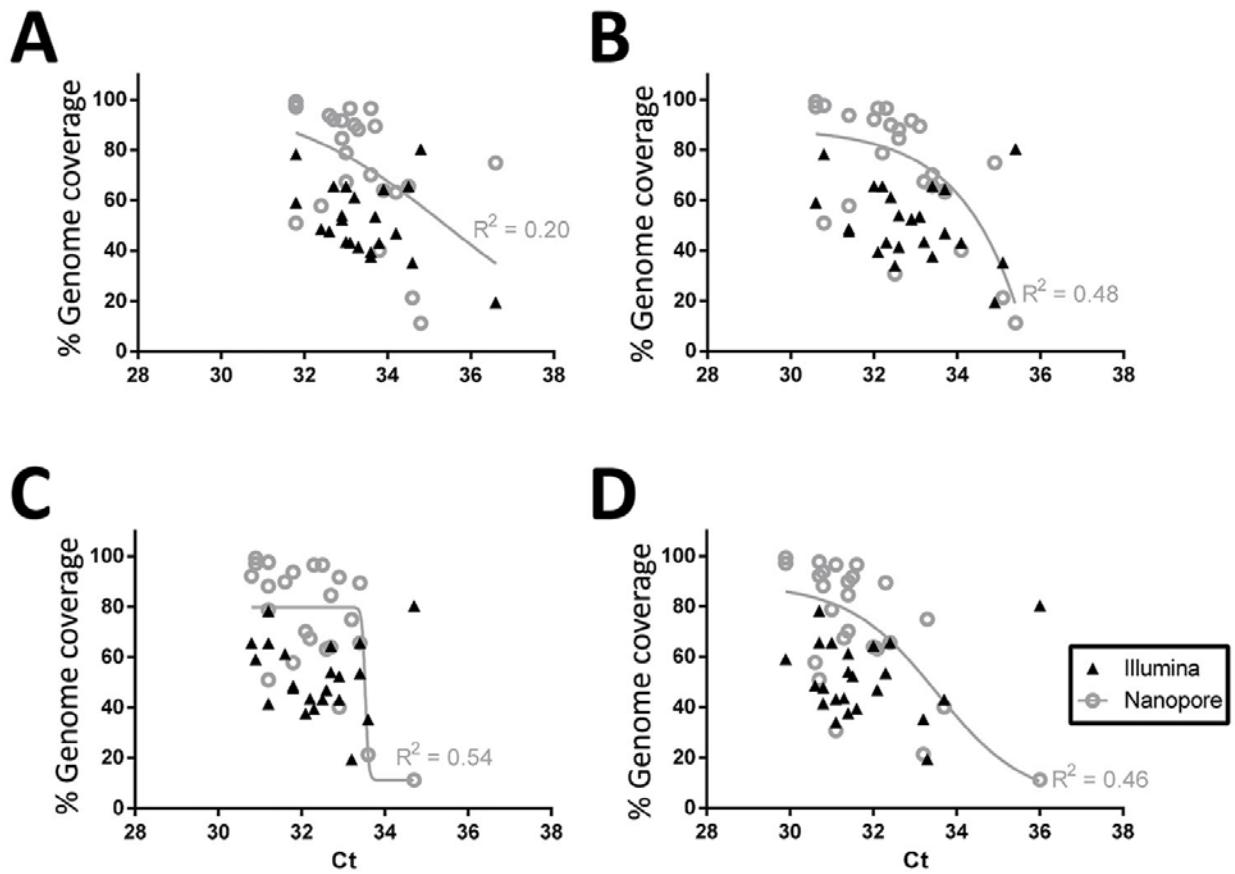 A
B
% Genome coverage
100
80
60
40
20
0
28 30 32 34 36 38
R² = 0.20
% Genome coverage
100
80
60
40
20
0
28 30 32 34 36 38
R² = 0.48
C
D
% Genome coverage
100
80
60
40
20
0
28 30 32 34 36 38
Ct
R² = 0.54
% Genome coverage
100
80
60
40
20
0
28 30 32 34 36 38
Ct
R² = 0.46
Illumina
Nanopore